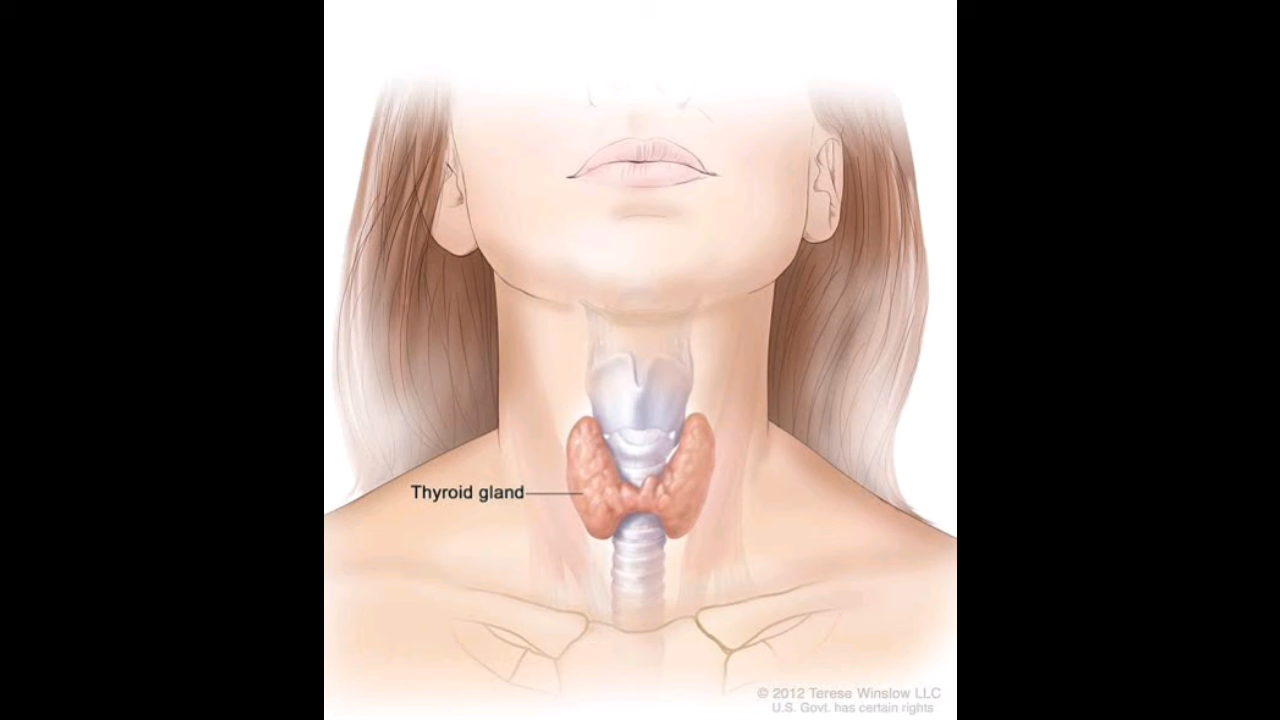 Thyroid gland
© 2012 Terese Winslow LLC
U.S. Govt. has certain rights